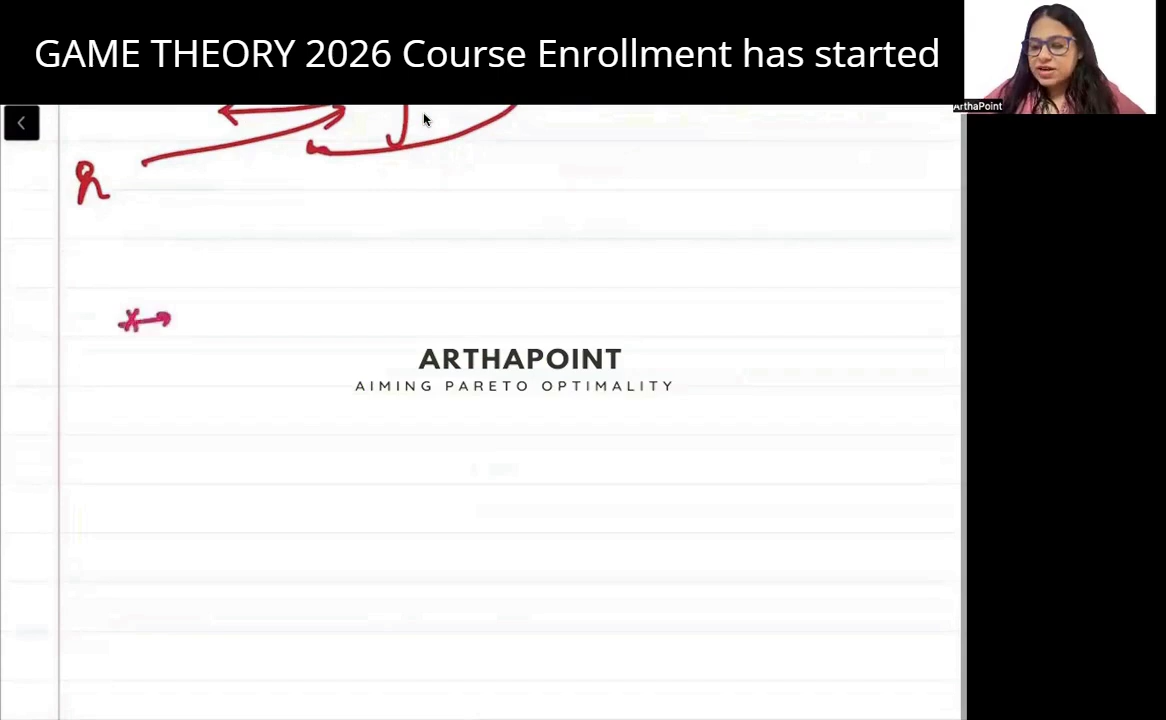 GAME THEORY 2026 Course Enrollment has started
ArthaPoint
ARTHAPOINT
AIMING PARETO OPTIMALITY